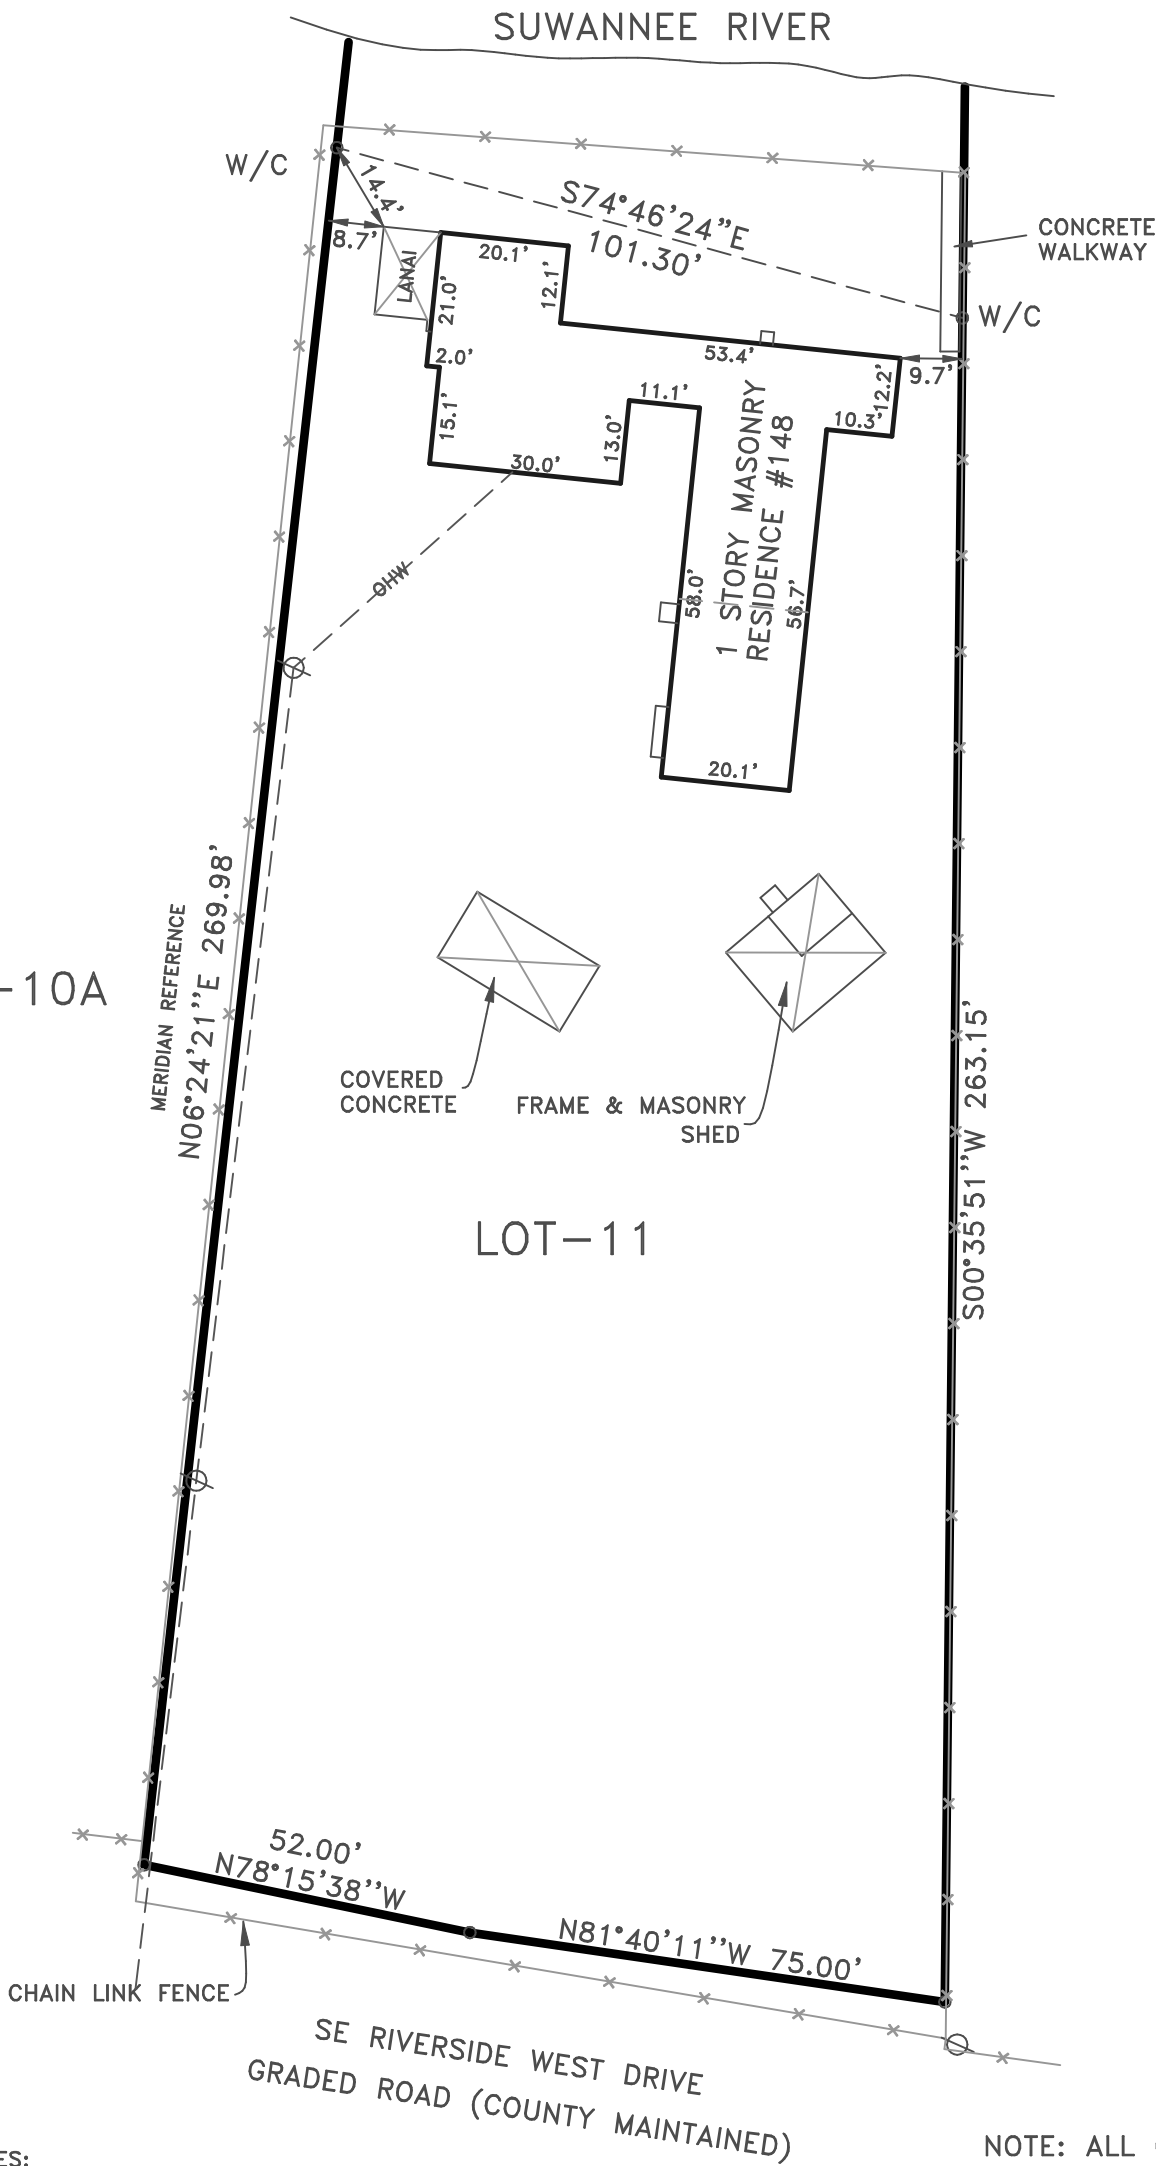 SUWANNEE RIVER
W/C
14.4'
S74°46'24"E
101.30'
CONCRETE
WALKWAY
8.7'
LANAI
20.1'
12.1'
21.0'
W/C
53.4'
2.0'
9.7'
12.2'
11.1'
10.3'
15.1'
13.0'
30.0'
1 STORY MASONRY
RESIDENCE #148
OHW
58.0'
56.7'
20.1'
MERIDIAN REFERENCE
N06°24'21''E 269.98'
-10A
S00°35'51''W 263.15'
COVERED
CONCRETE
FRAME & MASONRY
SHED
LOT-11
52.00'
N78°15'38''W
N81°40'11''W 75.00'
CHAIN LINK FENCE
SE RIVERSIDE WEST DRIVE
GRADED ROAD (COUNTY MAINTAINED)
NOTE: ALL
ES: